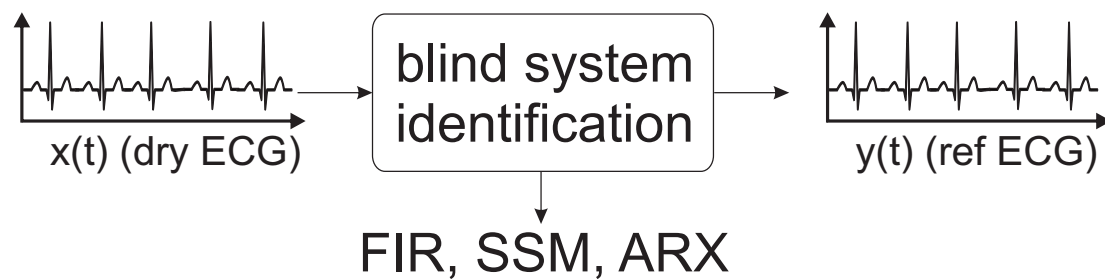 blind system
identification
x(t) (dry ECG)
y(t) (ref ECG)
FIR, SSM, ARX